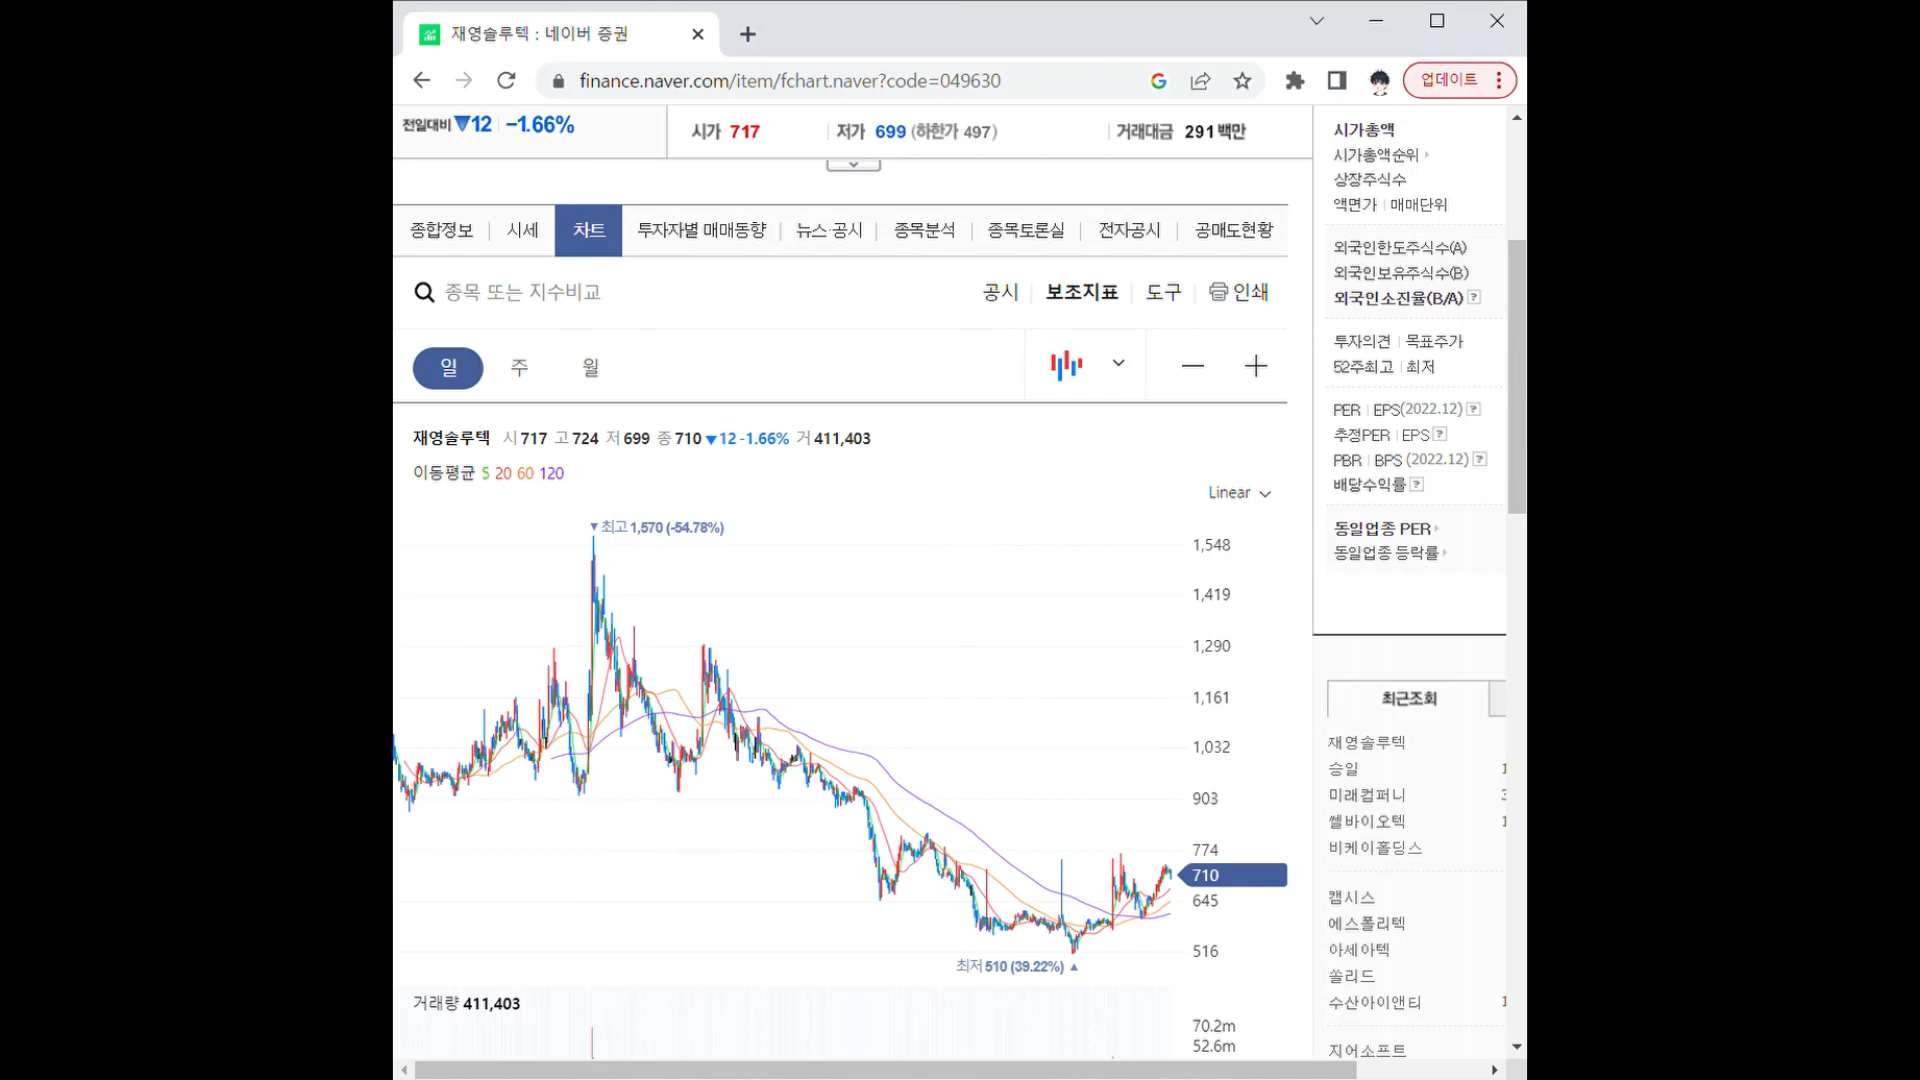 재영솔루텍 : 네이버 증권
finance.naver.com/item/fchart.naver?code=049630
업데이트
전일대비 ▼12 -1.66%
시가 717
저가 699 (하한가 497)
거래대금 291 백만
종합정보 시세 차트 투자자별 매매동향 뉴스·공시 종목분석 종목토론실 전자공시 공매도현황
종목 또는 지수비교
공시 보조지표 도구 인쇄
일 주 월
재영솔루텍 시 717 고 724 저 699 종 710 ▼12 -1.66% 거 411,403
이동평균 5 20 60 120
Linear
▼최고 1,570 (-54.78%)
1,548
1,419
1,290
1,161
1,032
903
774
710
645
516
최저 510 (39.22%) ▲
거래량 411,403
70.2m
52.6m
시가총액
시가총액순위
상장주식수
액면가 매매단위
외국인한도주식수(A)
외국인보유주식수(B)
외국인소진율(B/A) ?
투자의견 목표주가
52주최고 최저
PER EPS(2022.12) ?
추정PER EPS ?
PBR BPS (2022.12) ?
배당수익률 ?
동일업종 PER
동일업종 등락률
최근조회
재영솔루텍
승일 1
미래컴퍼니 3
쎌바이오텍 1
비케이홀딩스
캠시스
에스폴리텍
아세아텍
쏠리드
수산아이앤티 1
지어소프트